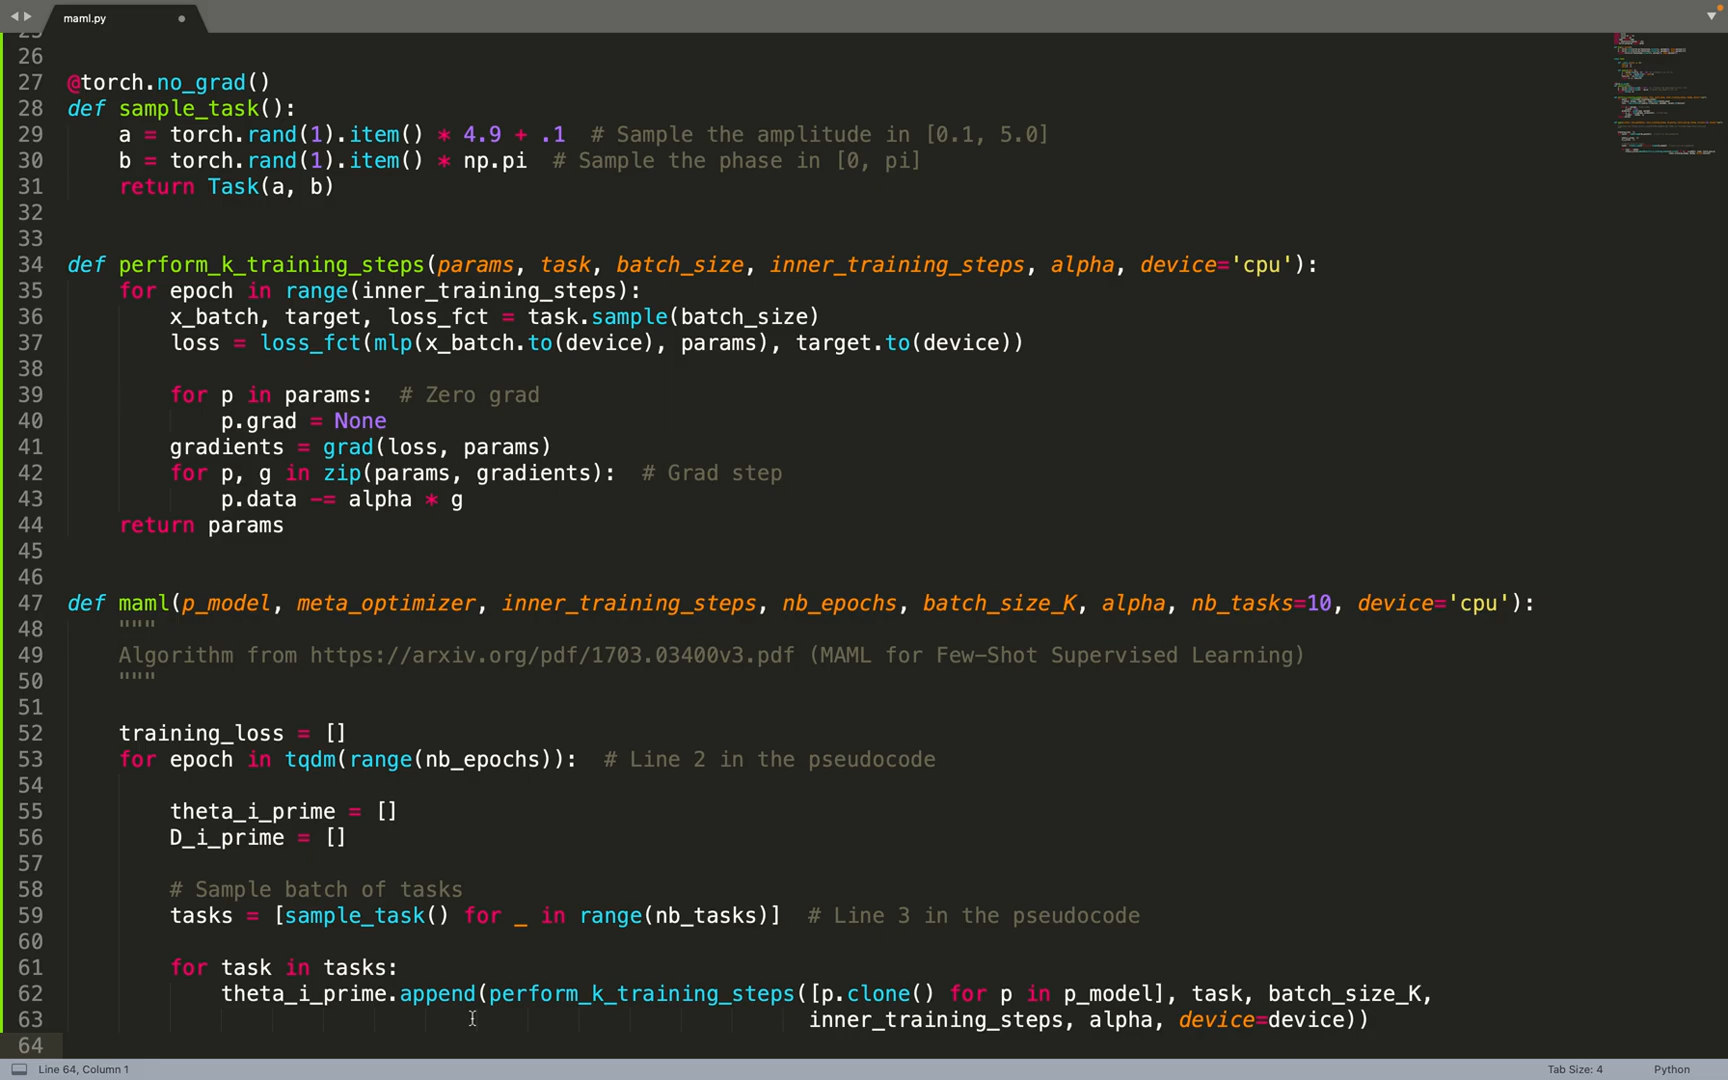 maml.py
25
26
27 @torch.no_grad()
28 def sample_task():
29     a = torch.rand(1).item() * 4.9 + .1  # Sample the amplitude in [0.1, 5.0]
30     b = torch.rand(1).item() * np.pi  # Sample the phase in [0, pi]
31     return Task(a, b)
32
33
34 def perform_k_training_steps(params, task, batch_size, inner_training_steps, alpha, device='cpu'):
35     for epoch in range(inner_training_steps):
36         x_batch, target, loss_fct = task.sample(batch_size)
37         loss = loss_fct(mlp(x_batch.to(device), params), target.to(device))
38
39         for p in params:  # Zero grad
40             p.grad = None
41         gradients = grad(loss, params)
42         for p, g in zip(params, gradients):  # Grad step
43             p.data -= alpha * g
44     return params
45
46
47 def maml(p_model, meta_optimizer, inner_training_steps, nb_epochs, batch_size_K, alpha, nb_tasks=10, device='cpu'):
48     """
49     Algorithm from https://arxiv.org/pdf/1703.03400v3.pdf (MAML for Few-Shot Supervised Learning)
50     """
51
52     training_loss = []
53     for epoch in tqdm(range(nb_epochs)):  # Line 2 in the pseudocode
54
55         theta_i_prime = []
56         D_i_prime = []
57
58         # Sample batch of tasks
59         tasks = [sample_task() for _ in range(nb_tasks)]  # Line 3 in the pseudocode
60
61         for task in tasks:
62             theta_i_prime.append(perform_k_training_steps([p.clone() for p in p_model], task, batch_size_K,
63                                                           inner_training_steps, alpha, device=device))
64
Line 64, Column 1
Tab Size: 4
Python